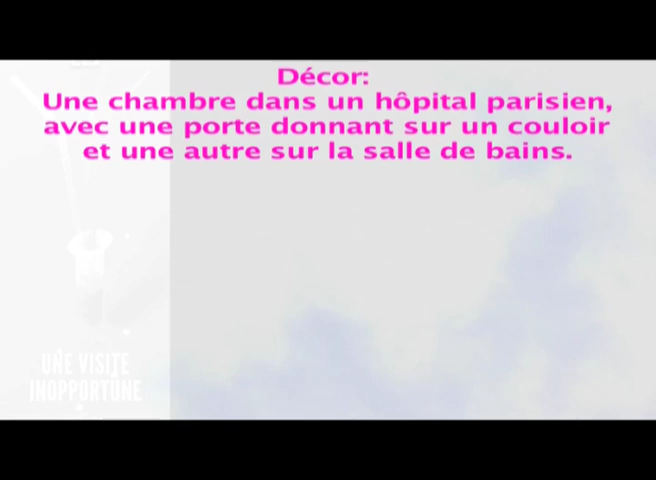 Décor:
Une chambre dans un hôpital parisien,
avec une porte donnant sur un couloir
et une autre sur la salle de bains.
UNE VISITE
INOPPORTUNE